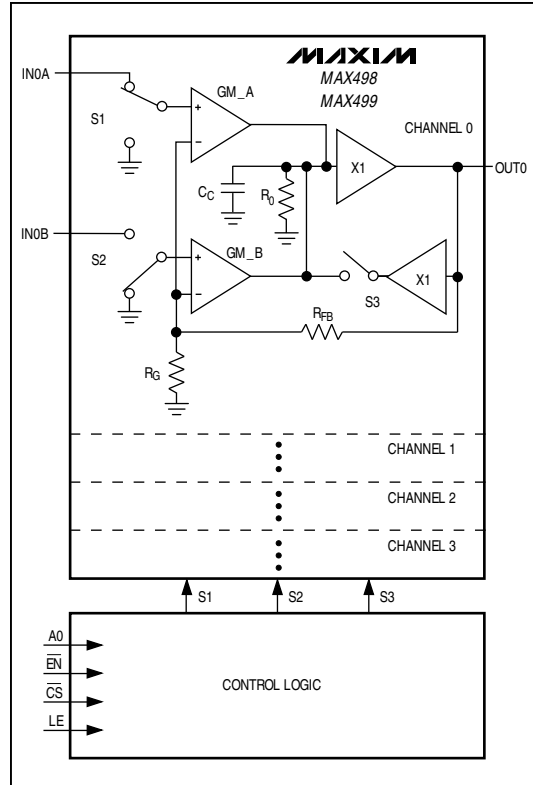 MAXIM
MAX498
MAX499
IN0A
GM_A
CHANNEL 0
S1
X1
OUT0
CC
R0
IN0B
S2
GM_B
S3
X1
RFB
RG
CHANNEL 1
CHANNEL 2
CHANNEL 3
S1
S2
S3
A0
EN
CS
LE
CONTROL LOGIC
+
−
+
−